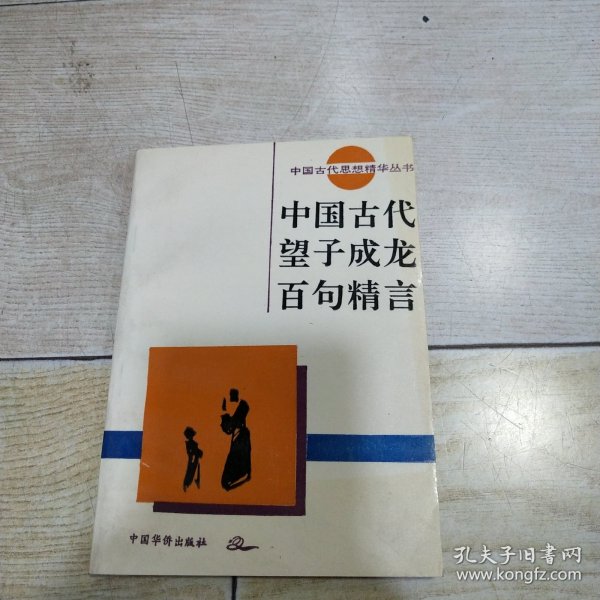 中国古代思想精华丛书
中国古代
望子成龙
百句精言
中国华侨出版社
孔夫子旧书网
www.kongfz.com